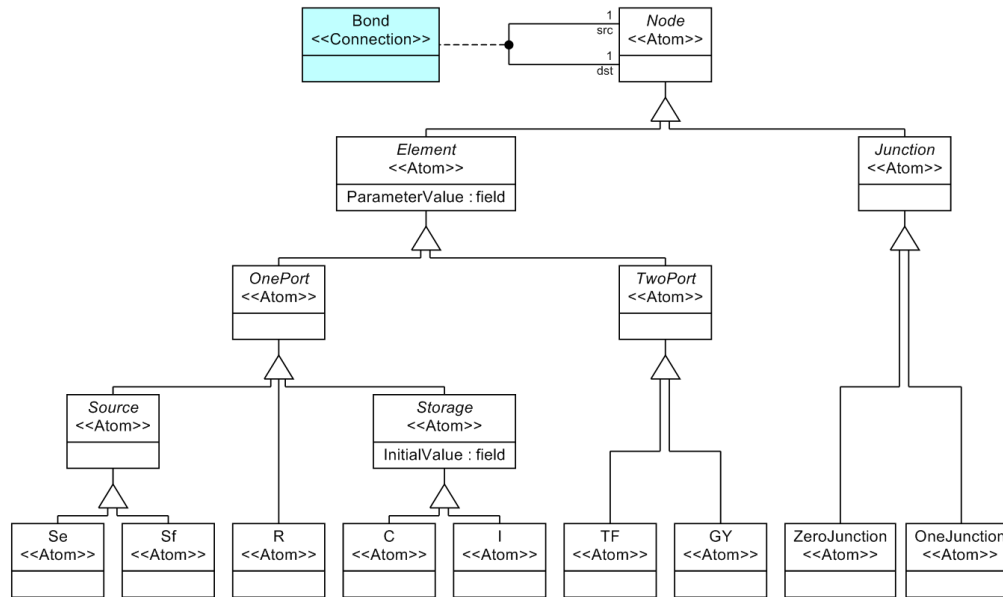 Bond
<<Connection>>
1
src
1
dst
Node
<<Atom>>
Element
<<Atom>>
ParameterValue : field
Junction
<<Atom>>
OnePort
<<Atom>>
TwoPort
<<Atom>>
Source
<<Atom>>
Storage
<<Atom>>
InitialValue : field
Se
<<Atom>>
Sf
<<Atom>>
R
<<Atom>>
C
<<Atom>>
I
<<Atom>>
TF
<<Atom>>
GY
<<Atom>>
ZeroJunction
<<Atom>>
OneJunction
<<Atom>>